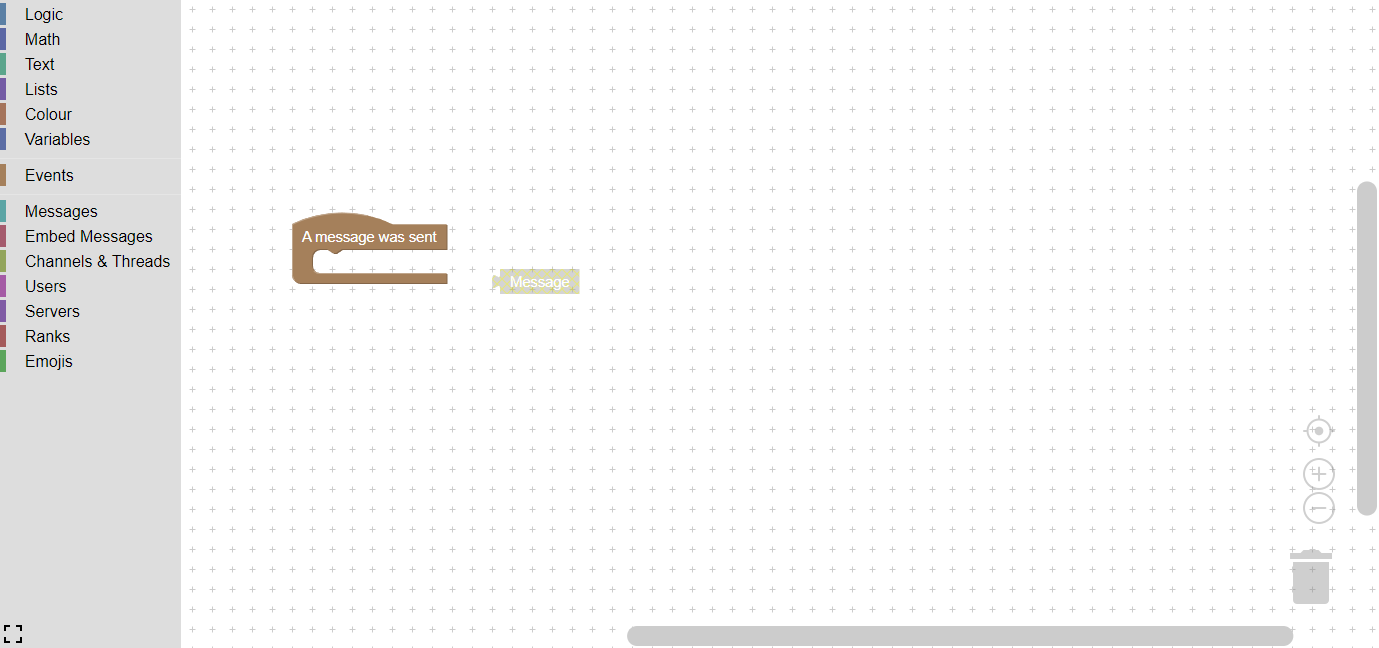 Logic
Math
Text
Lists
Colour
Variables
Events
Messages
Embed Messages
Channels & Threads
Users
Servers
Ranks
Emojis
A message was sent
Message